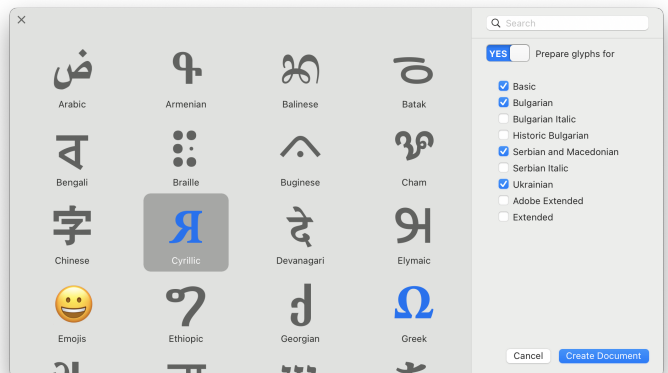 Search
YES Prepare glyphs for
ض ք ᬅ ᯂ
Arabic Armenian Balinese Batak
Basic
Bulgarian
Bulgarian Italic
Historic Bulgarian
Serbian and Macedonian
Serbian Italic
Ukrainian
Adobe Extended
Extended
Bengali Braille Buginese Cham
字 Я दे
Chinese Cyrillic Devanagari Elymaic
Ω
Emojis Ethiopic Georgian Greek
Cancel Create Document